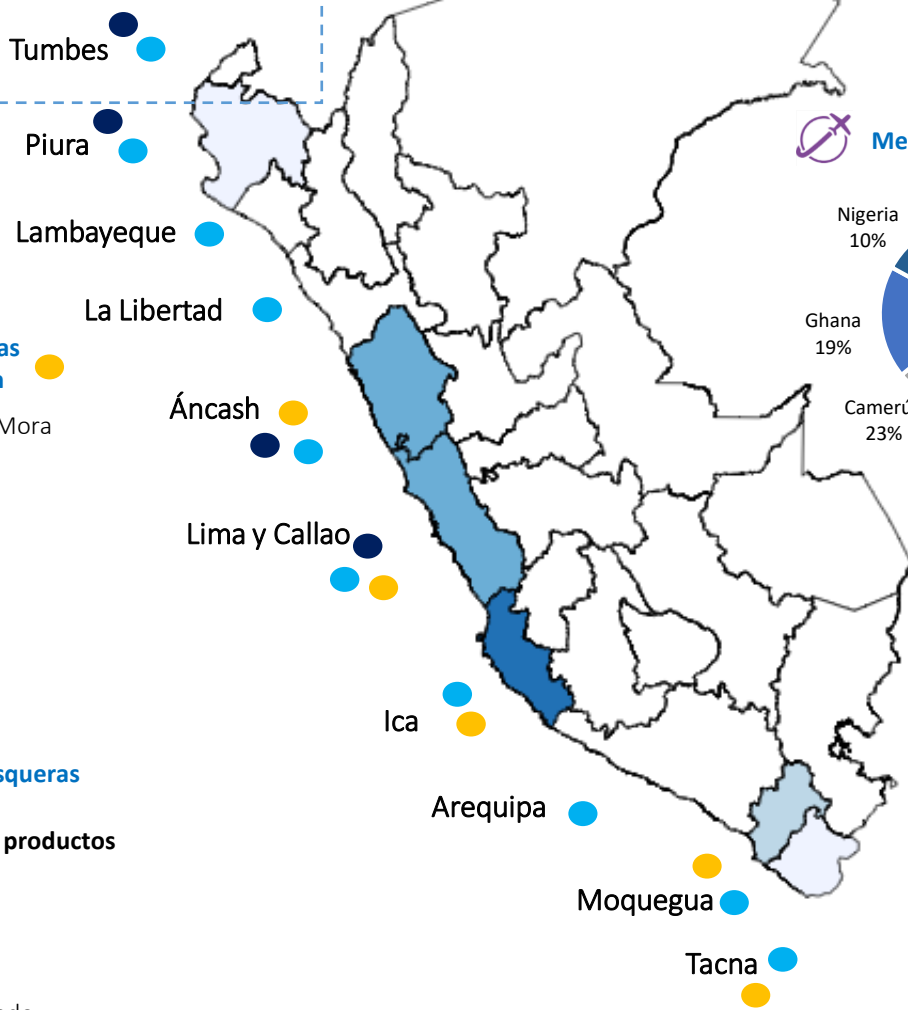 Tumbes
Piura
Me
Lambayeque
Nigeria
10%
La Libertad
Ghana
19%
as
Áncash
Camerú
23%
Mora
Lima y Callao
Ica
squeras
Arequipa
productos
Moquegua
Tacna